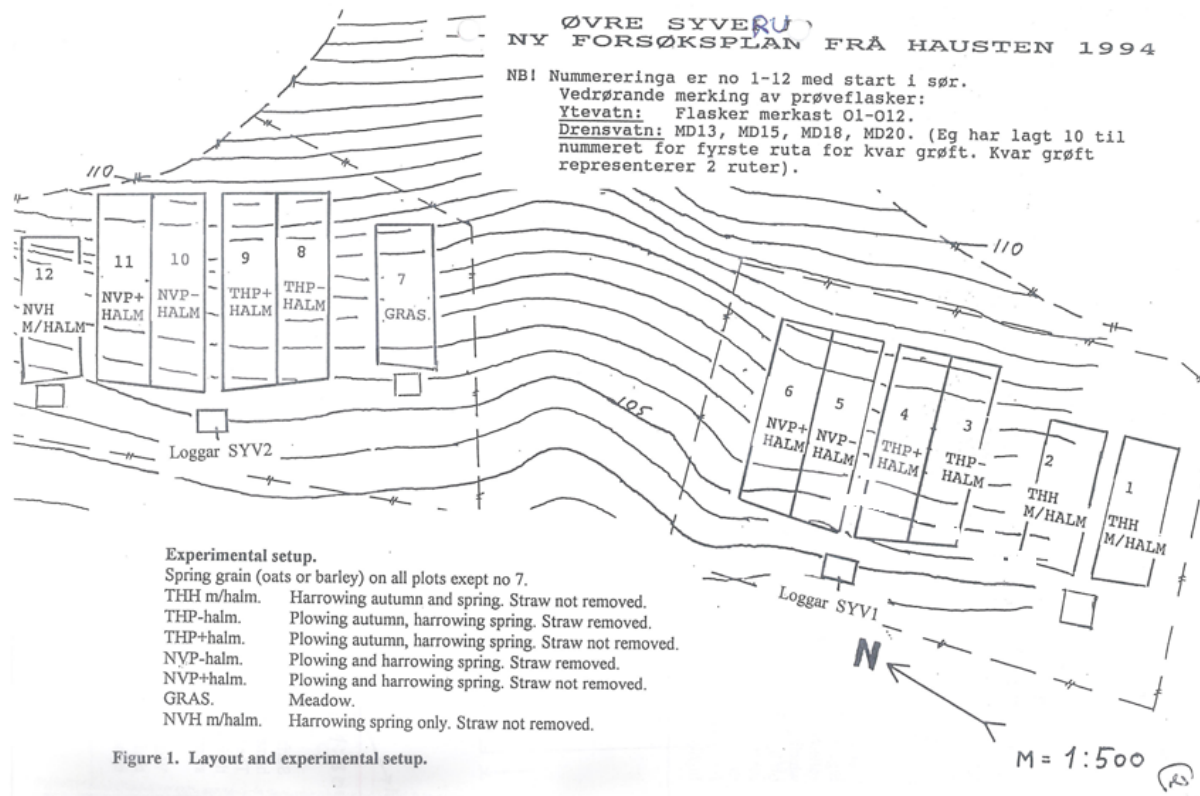 ØVRE SYVERU
NY FORSØKSPLAN FRÅ HAUSTEN 1994
NB! Nummereringa er no 1-12 med start i sør.
Vedrørande merking av prøveflasker:
Ytevatn: Flasker merkast O1-O12.
Drensvatn: MD13, MD15, MD18, MD20. (Eg har lagt 10 til
nummeret for fyrste ruta for kvar grøft. Kvar grøft
representerer 2 ruter).
110
110
12
NVH
M/HALM
11
NVP+
HALM
10
NVP-
HALM
9
THP+
HALM
8
THP-
HALM
7
GRAS.
Loggar SYV2
105
6
NVP+
HALM
5
NVP-
HALM
4
THP+
HALM
3
THP-
HALM
2
THH
M/HALM
1
THH
M/HALM
Loggar SYV1
N
M = 1:500
Experimental setup.
Spring grain (oats or barley) on all plots exept no 7.
THH m/halm. Harrowing autumn and spring. Straw not removed.
THP-halm. Plowing autumn, harrowing spring. Straw removed.
THP+halm. Plowing autumn, harrowing spring. Straw not removed.
NVP-halm. Plowing and harrowing spring. Straw removed.
NVP+halm. Plowing and harrowing spring. Straw not removed.
GRAS. Meadow.
NVH m/halm. Harrowing spring only. Straw not removed.
Figure 1. Layout and experimental setup.